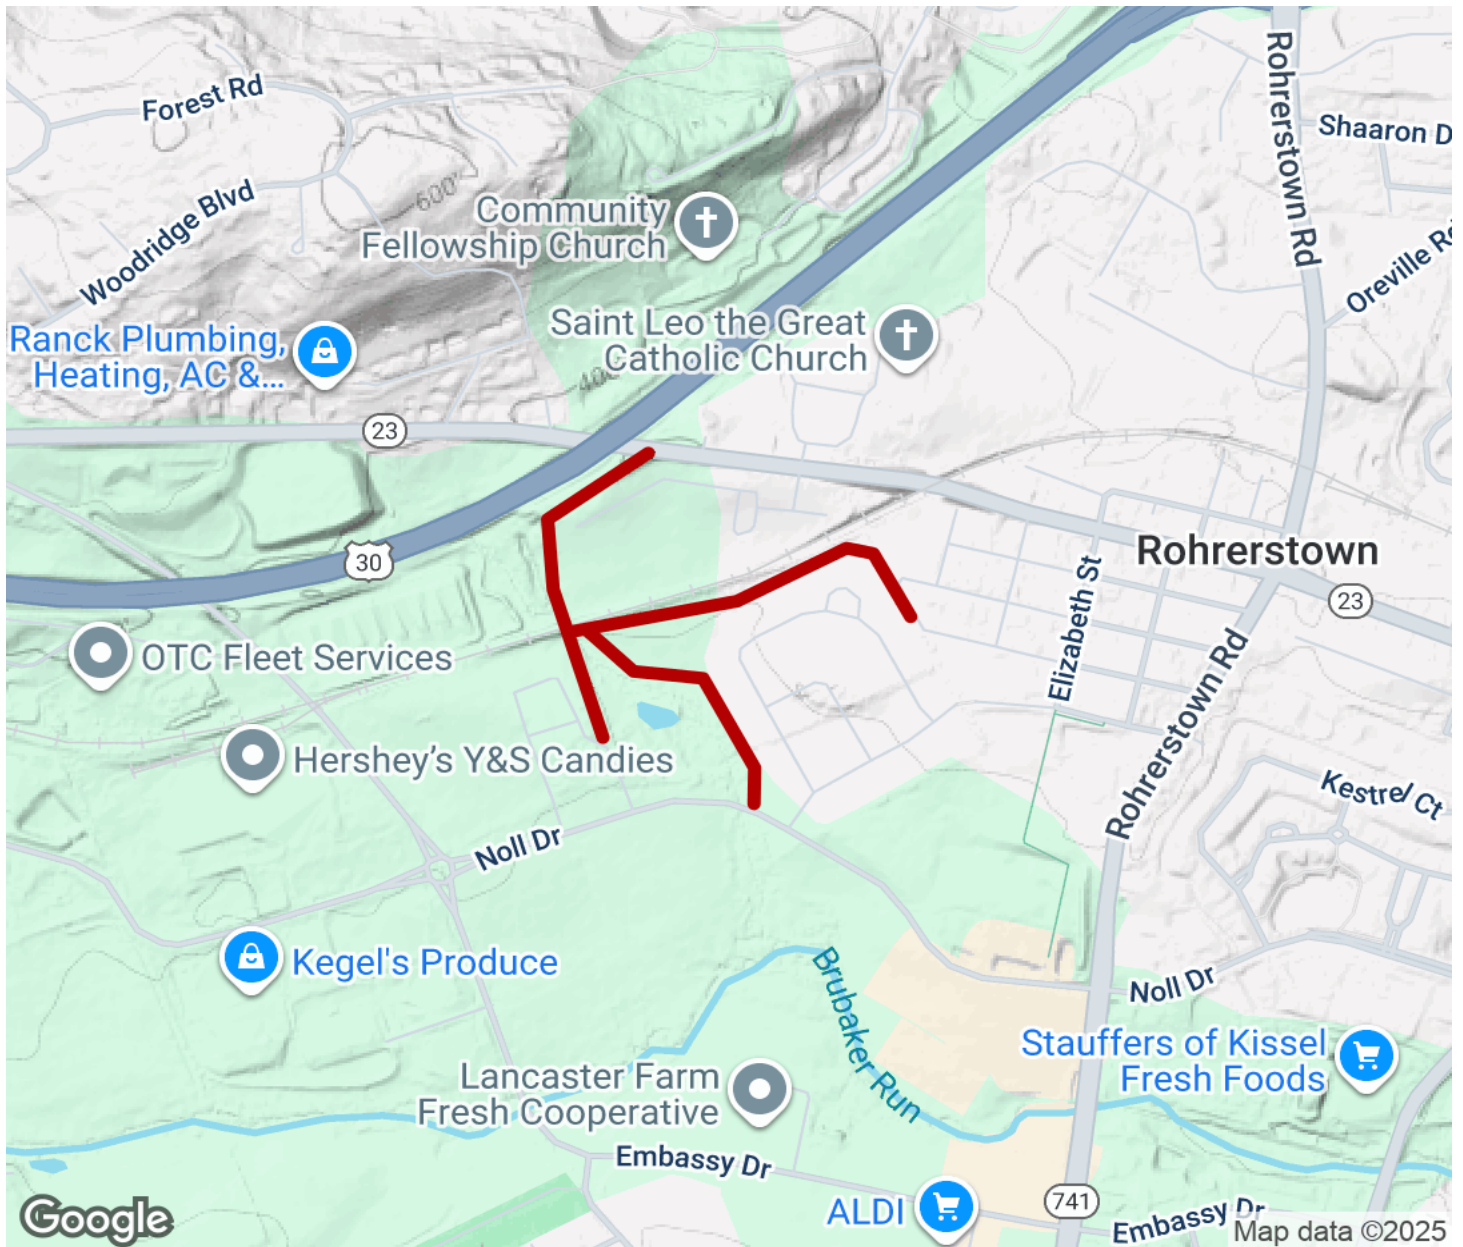 Forest Rd
Rohrerstown Rd
Shaaron D
Woodridge Blvd
600'
Community
Fellowship Church
Oreville Rd
Ranck Plumbing,
Heating, AC &...
Saint Leo the Great
Catholic Church
400
23
30
Rohrerstown
Elizabeth St
23
OTC Fleet Services
Rohrerstown Rd
Hershey's Y&S Candies
Kestrel Ct
Noll Dr
Kegel's Produce
Brubaker Run
Noll Dr
Stauffers of Kissel
Fresh Foods
Lancaster Farm
Fresh Cooperative
Embassy Dr
ALDI
741
Embassy Dr
Google
Map data ©2025